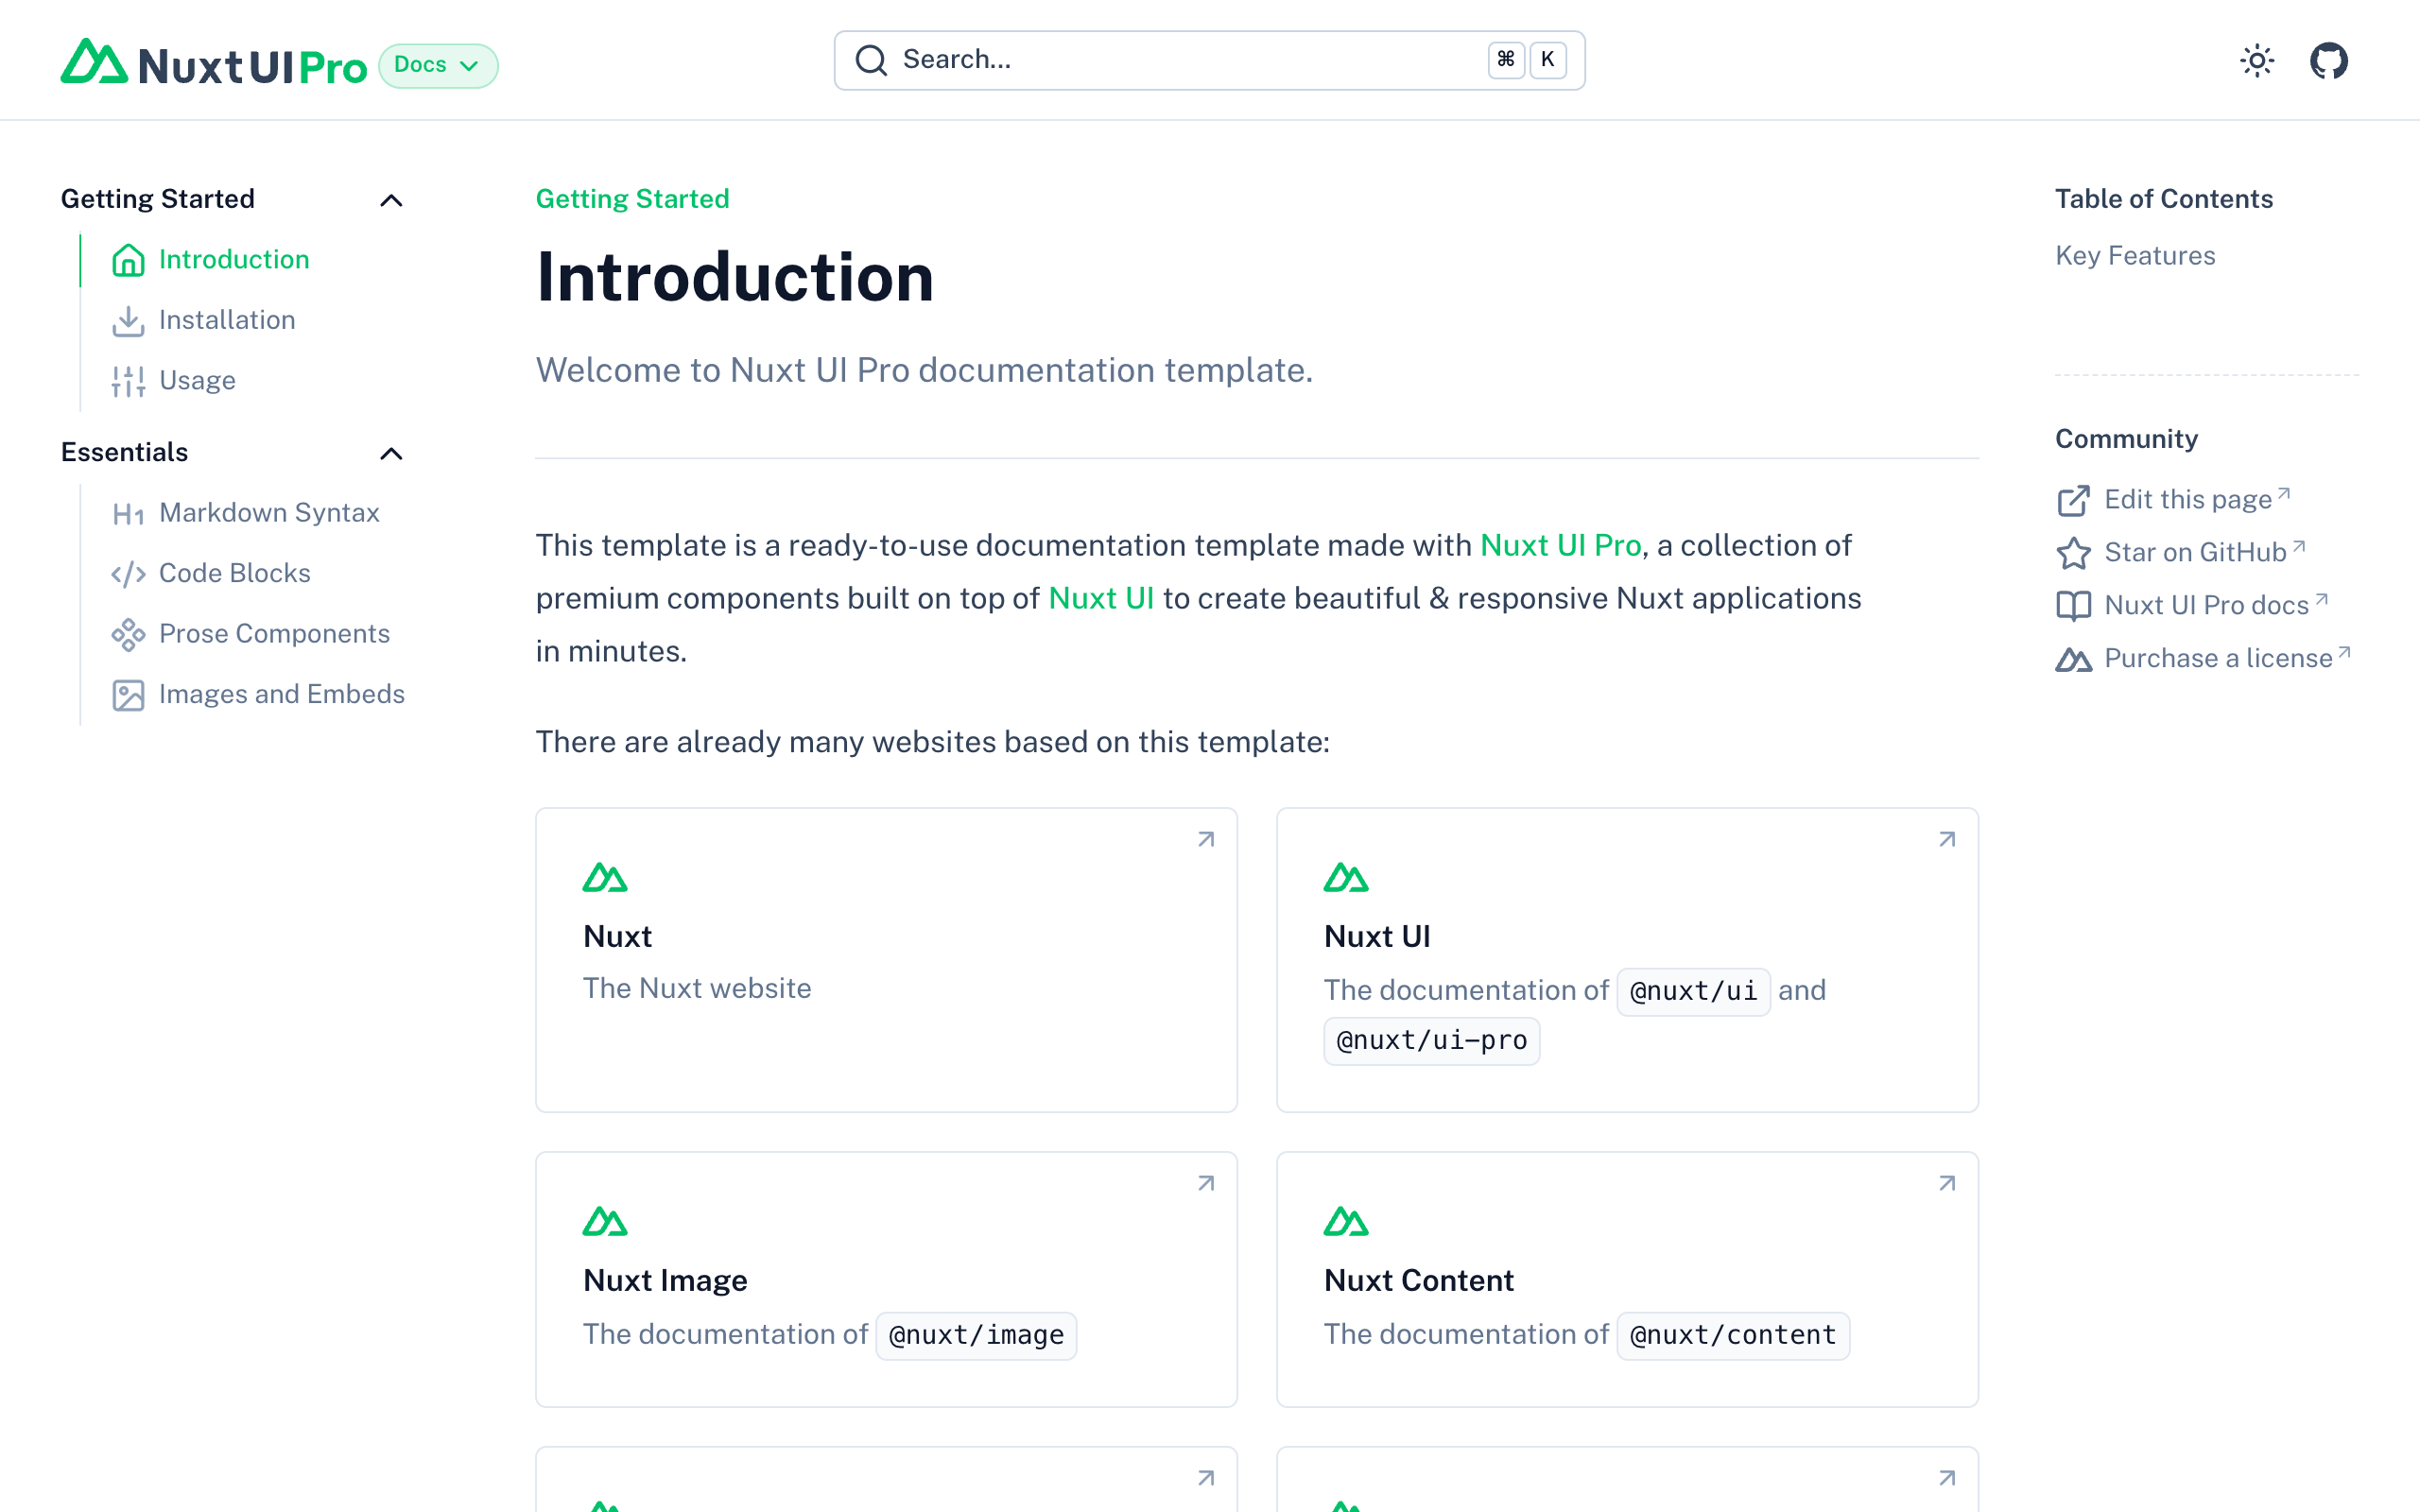 Nuxt UI Pro
Docs
Search...
⌘ K
Getting Started
Introduction
Installation
Usage
Essentials
H1 Markdown Syntax
Code Blocks
Prose Components
Images and Embeds
Getting Started
Introduction
Welcome to Nuxt UI Pro documentation template.
This template is a ready-to-use documentation template made with Nuxt UI Pro, a collection of
premium components built on top of Nuxt UI to create beautiful & responsive Nuxt applications
in minutes.
There are already many websites based on this template:
Nuxt
The Nuxt website
Nuxt UI
The documentation of @nuxt/ui and
@nuxt/ui-pro
Nuxt Image
The documentation of @nuxt/image
Nuxt Content
The documentation of @nuxt/content
Table of Contents
Key Features
Community
Edit this page
Star on GitHub
Nuxt UI Pro docs
Purchase a license